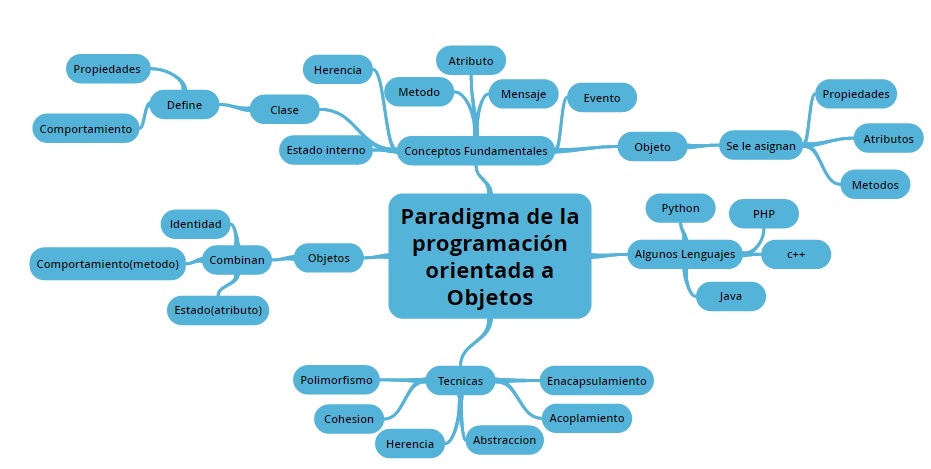 Atributo
Propiedades
Herencia
Metodo
Mensaje
Evento
Propiedades
Define
Clase
Comportamiento
Atributos
Estado interno
Conceptos Fundamentales
Objeto
Se le asignan
Metodos
Identidad
Python
PHP
Paradigma de la
programación
orientada a
Objetos
Comportamiento(metodo)
Combinan
Objetos
Algunos Lenguajes
c++
Estado(atributo)
Java
Polimorfismo
Tecnicas
Enacapsulamiento
Cohesion
Acoplamiento
Herencia
Abstraccion